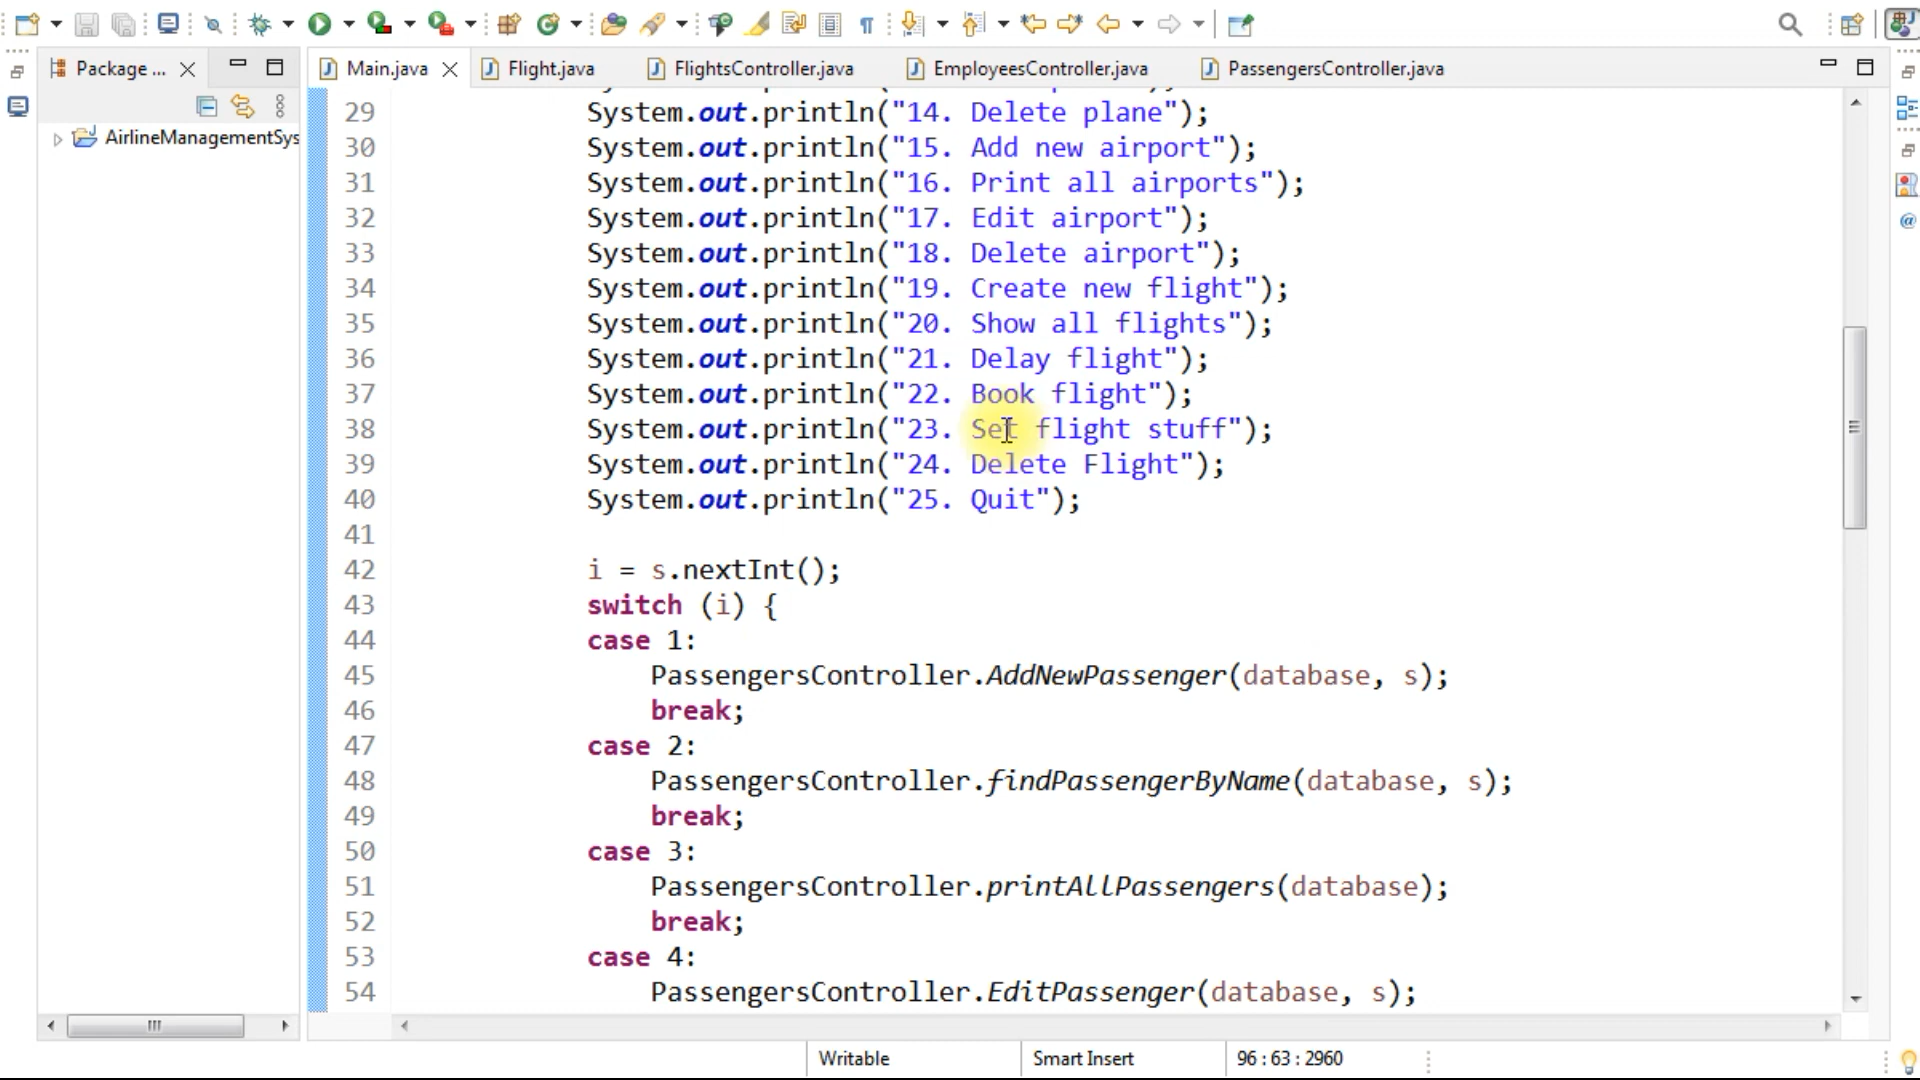 Package ...
Main.java
Flight.java
FlightsController.java
EmployeesController.java
PassengersController.java
AirlineManagementSys
29 System.out.println("14. Delete plane");
30 System.out.println("15. Add new airport");
31 System.out.println("16. Print all airports");
32 System.out.println("17. Edit airport");
33 System.out.println("18. Delete airport");
34 System.out.println("19. Create new flight");
35 System.out.println("20. Show all flights");
36 System.out.println("21. Delay flight");
37 System.out.println("22. Book flight");
38 System.out.println("23. Set flight stuff");
39 System.out.println("24. Delete Flight");
40 System.out.println("25. Quit");
41
42 i = s.nextInt();
43 switch (i) {
44 case 1:
45 PassengersController.AddNewPassenger(database, s);
46 break;
47 case 2:
48 PassengersController.findPassengerByName(database, s);
49 break;
50 case 3:
51 PassengersController.printAllPassengers(database);
52 break;
53 case 4:
54 PassengersController.EditPassenger(database, s);
Writable
Smart Insert
96 : 63 : 2960